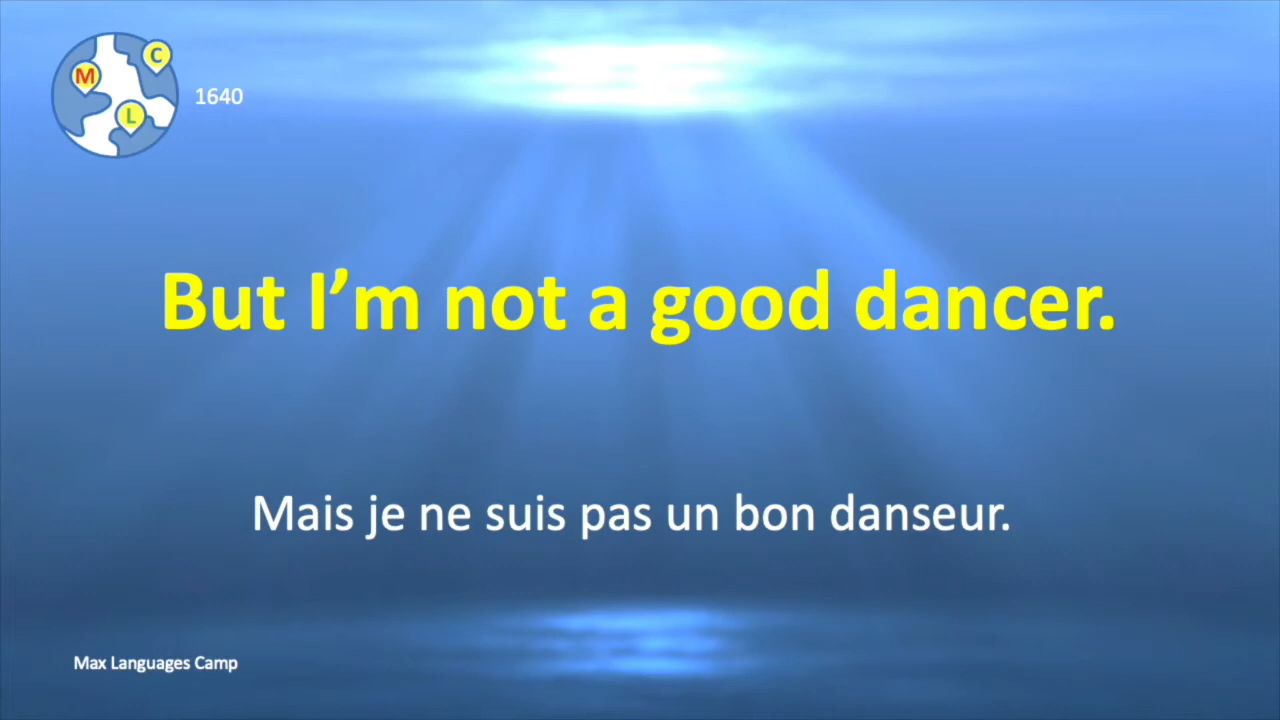 M
C
L
1640
But I’m not a good dancer.
Mais je ne suis pas un bon danseur.
Max Languages Camp